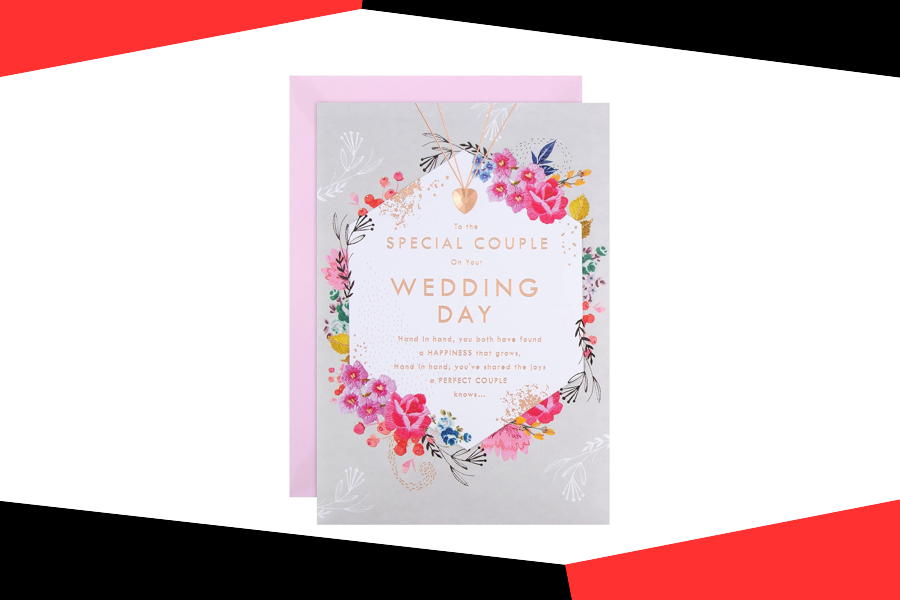 To the
SPECIAL COUPLE
On Your
WEDDING
DAY
Hand in hand, you both have found
a HAPPINESS that grows,
Hand in hand, you've shared the joys
a PERFECT COUPLE
knows...